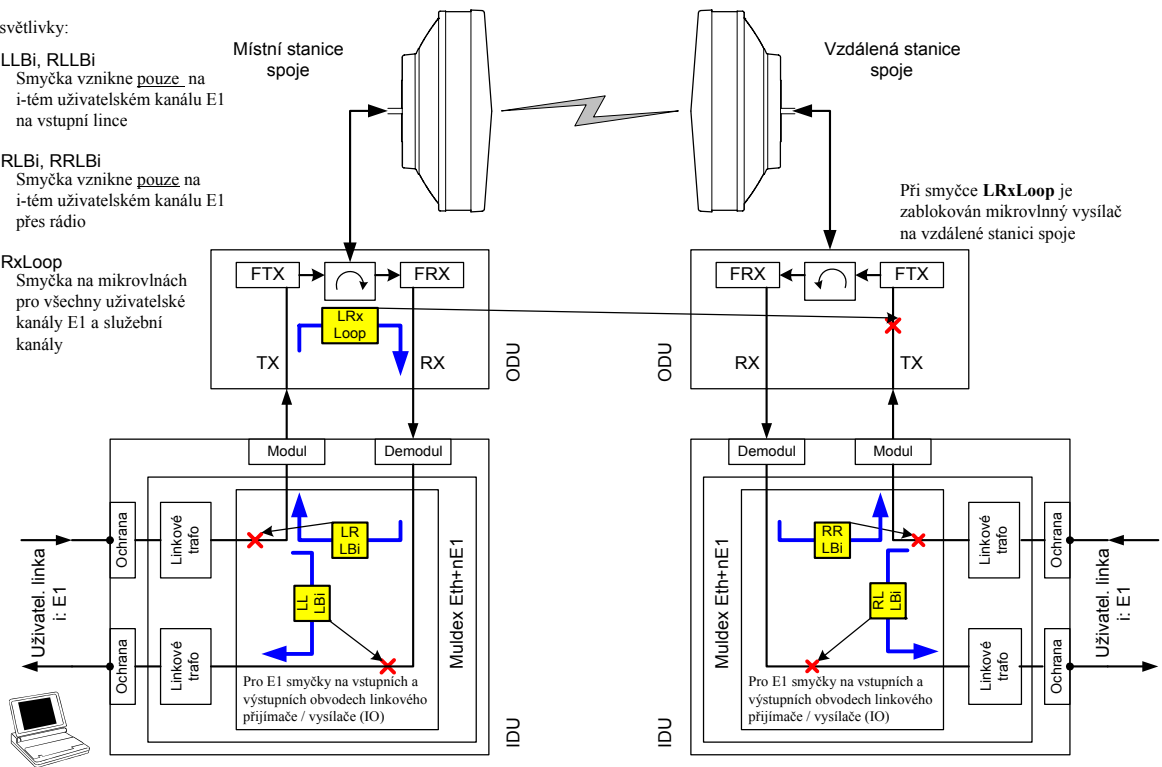 světlivky:
LLBi, RLLBi
Smyčka vznikne pouze na
i-tém uživatelském kanálu E1
na vstupní lince
RLBi, RRLBi
Smyčka vznikne pouze na
i-tém uživatelském kanálu E1
přes rádio
RxLoop
Smyčka na mikrovlnách
pro všechny uživatelské
kanály E1 a služební
kanály
Místní stanice
spoje
Vzdálená stanice
spoje
Při smyčce LRxLoop je
zablokován mikrovlnný vysílač
na vzdálené stanici spoje
FTX
FRX
LRx
Loop
TX
RX
ODU
FRX
FTX
RX
TX
ODU
Modul
Demodul
Ochrana
Linkové
trafo
LR
LBi
LL
LBi
Uživatel. linka
i: E1
Ochrana
Linkové
trafo
Muldex Eth+nE1
Pro E1 smyčky na vstupních a
výstupních obvodech linkového
přijímače / vysílače (IO)
IDU
Demodul
Modul
Muldex Eth+nE1
RR
LBi
RL
LBi
Linkové
trafo
Ochrana
Linkové
trafo
Ochrana
Uživatel. linka
i: E1
Pro E1 smyčky na vstupních a
výstupních obvodech linkového
přijímače / vysílače (IO)
IDU